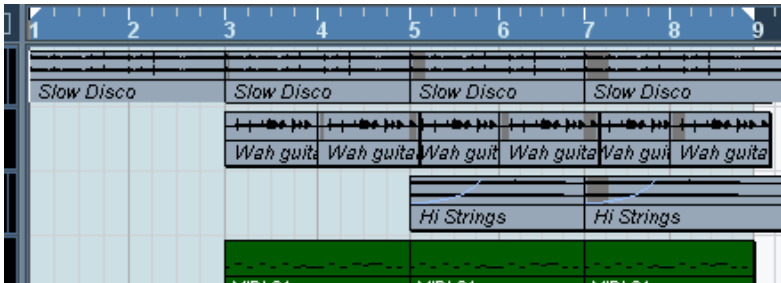 1 2 3 4 5 6 7 8 9
Slow Disco Slow Disco Slow Disco Slow Disco
Wah guita Wah guita Wah guit Wah guita Wah guit Wah guita
Hi Strings Hi Strings